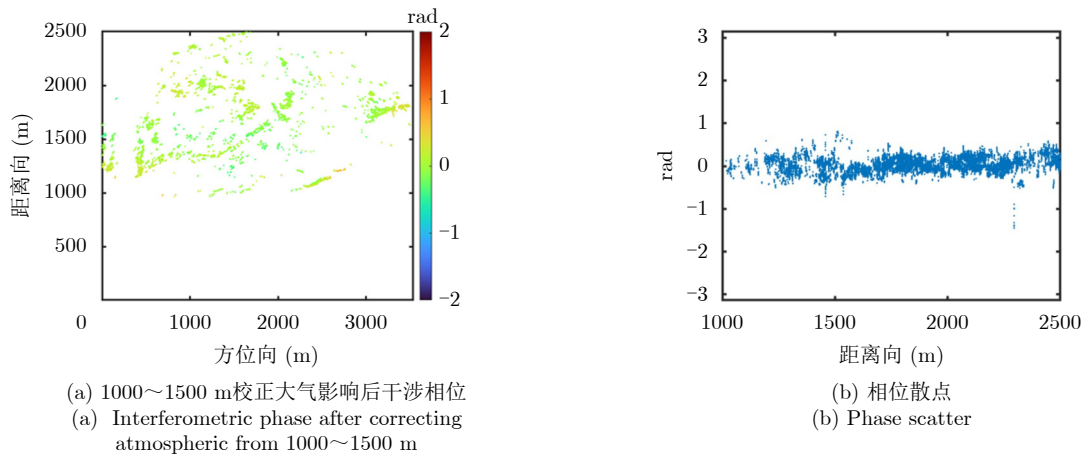 rad
2500
2000
1500
1000
500
0
1000
2000
3000
距离向 (m)
方位向 (m)
2
1
0
−1
−2
(a) 1000～1500 m校正大气影响后干涉相位
(a) Interferometric phase after correcting
atmospheric from 1000～1500 m
3
2
1
0
−1
−2
−3
rad
1000
1500
2000
2500
距离向 (m)
(b) 相位散点
(b) Phase scatter